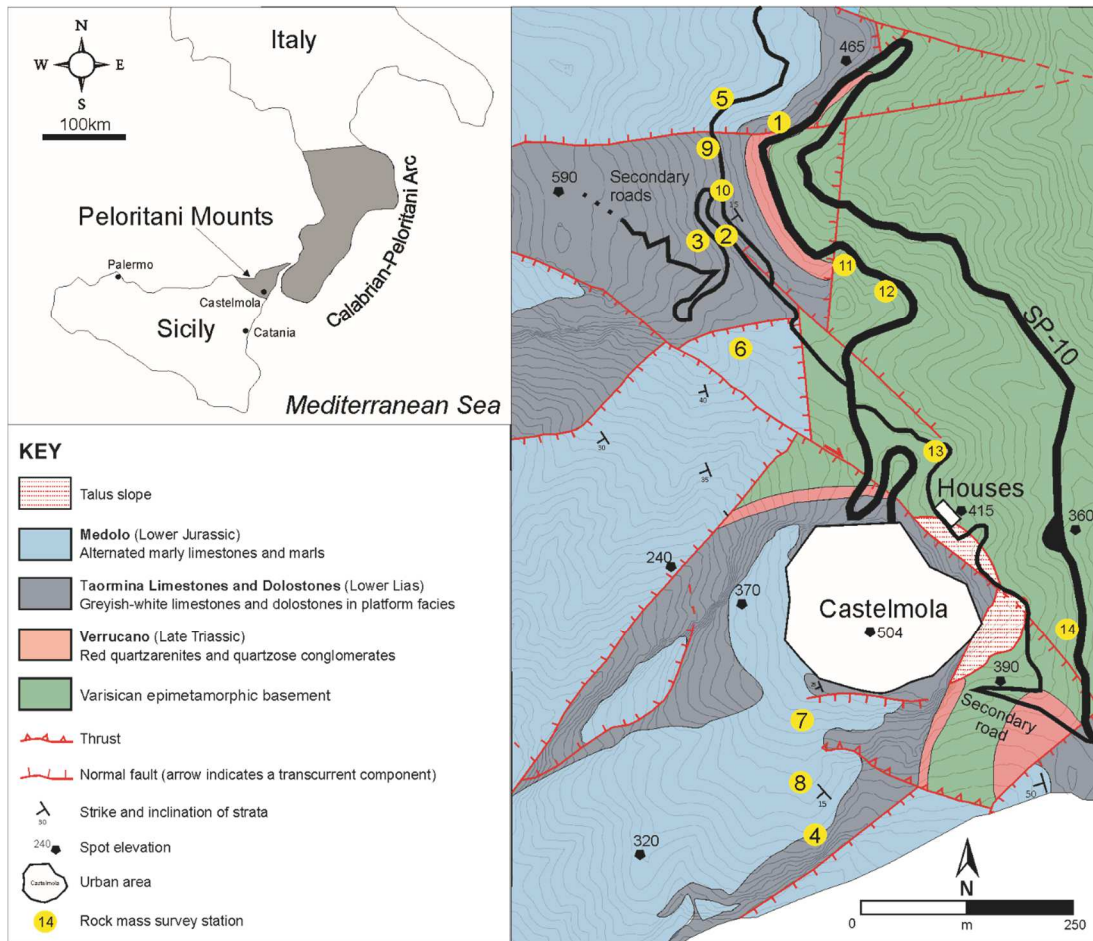 N
W E
S
100km
Italy
Calabrian-Peloritani Arc
Peloritani Mounts
Palermo
Castelmola
Sicily
Catania
Mediterranean Sea
KEY
Talus slope
Medolo (Lower Jurassic)
Alternated marly limestones and marls
Taormina Limestones and Dolostones (Lower Lias)
Greyish-white limestones and dolostones in platform facies
Verrucano (Late Triassic)
Red quartzarenites and quartzose conglomerates
Varisican epimetamorphic basement
Thrust
Normal fault (arrow indicates a transcurrent component)
30
Strike and inclination of strata
240
Spot elevation
Castelmola
Urban area
14
Rock mass survey station
465
5
1
9
590
Secondary
roads
10
15
3
2
11
12
SP-10
6
40
30
35
13
Houses
415
360
240
370
Castelmola
504
14
390
Secondary
road
7
8
15
50
4
320
N
0 250
m